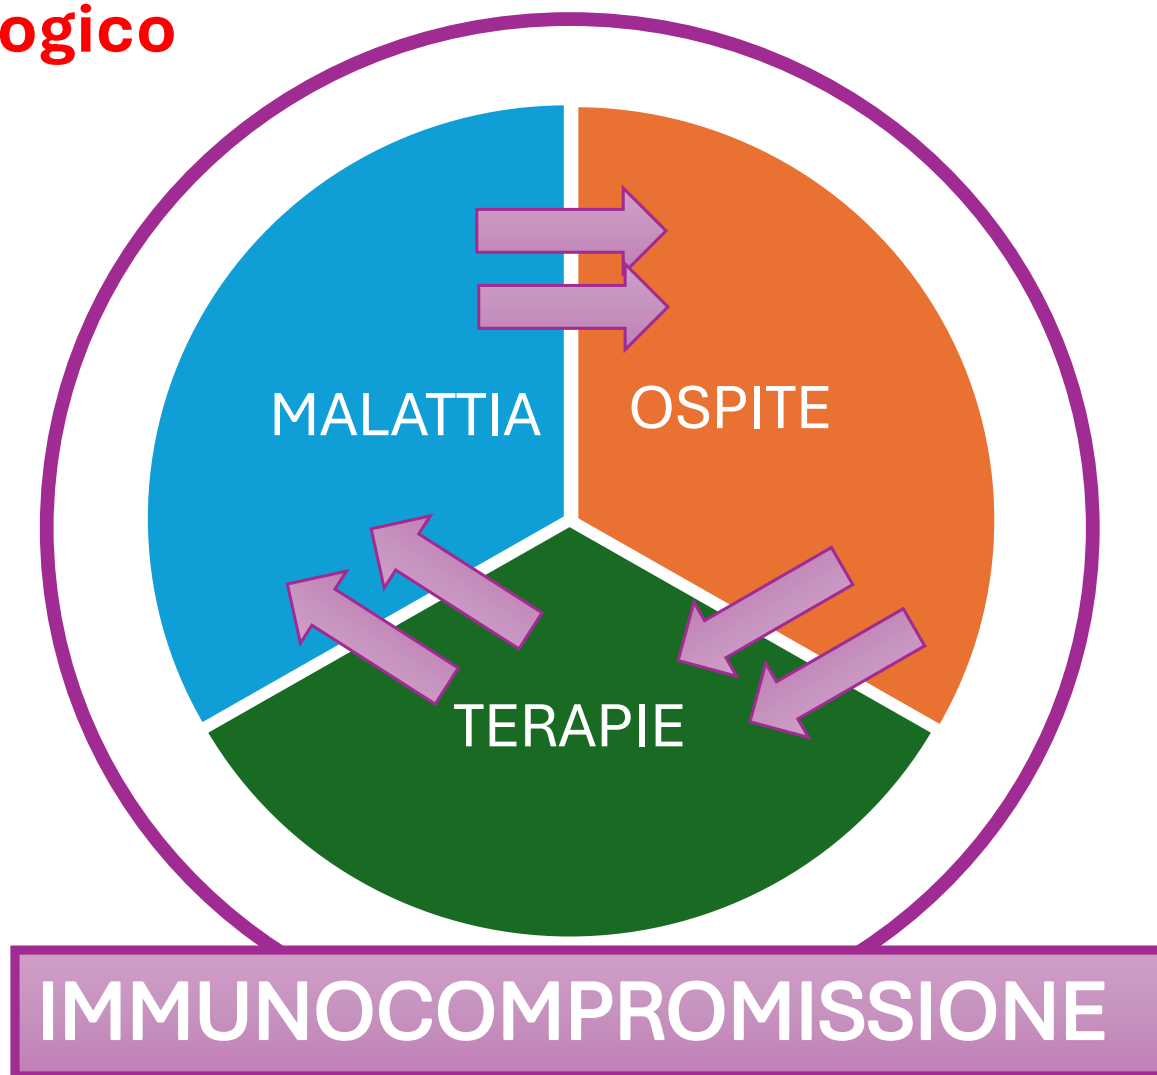 ogico
MALATTIA
OSPITE
TERAPIE
IMMUNOCOMPROMISSIONE